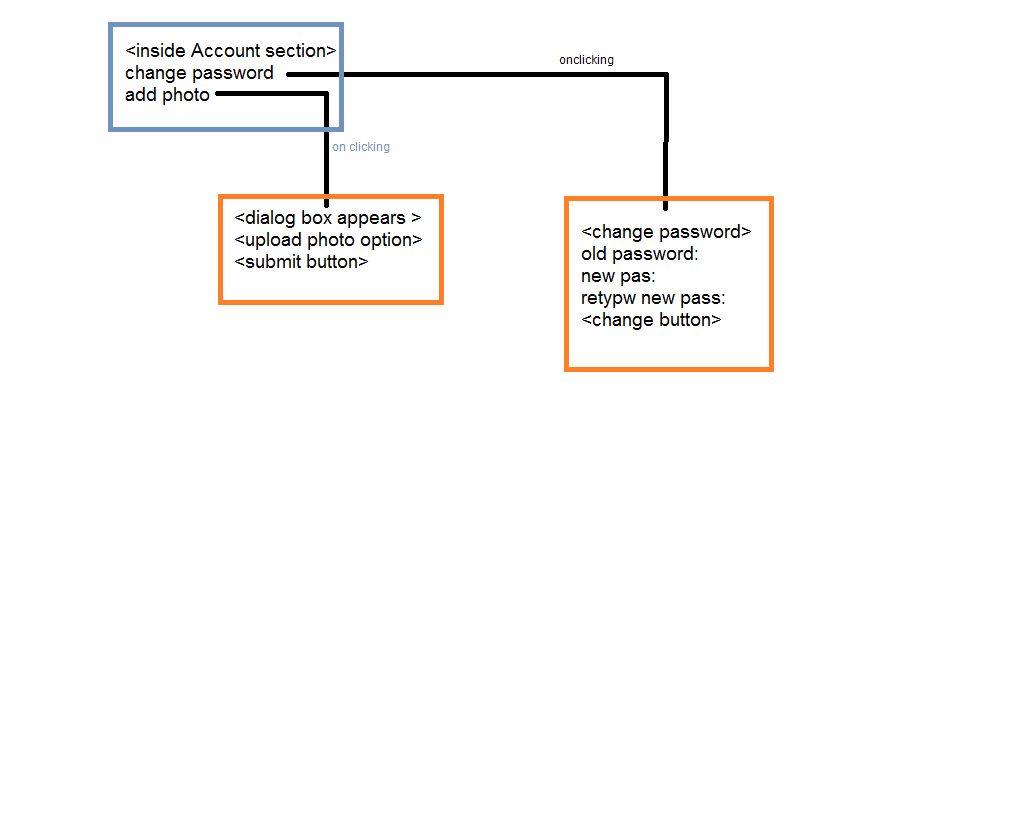 <inside Account section>
change password
add photo
onclicking
on clicking
<dialog box appears >
<upload photo option>
<submit button>
<change password>
old password:
new pas:
retypw new pass:
<change button>